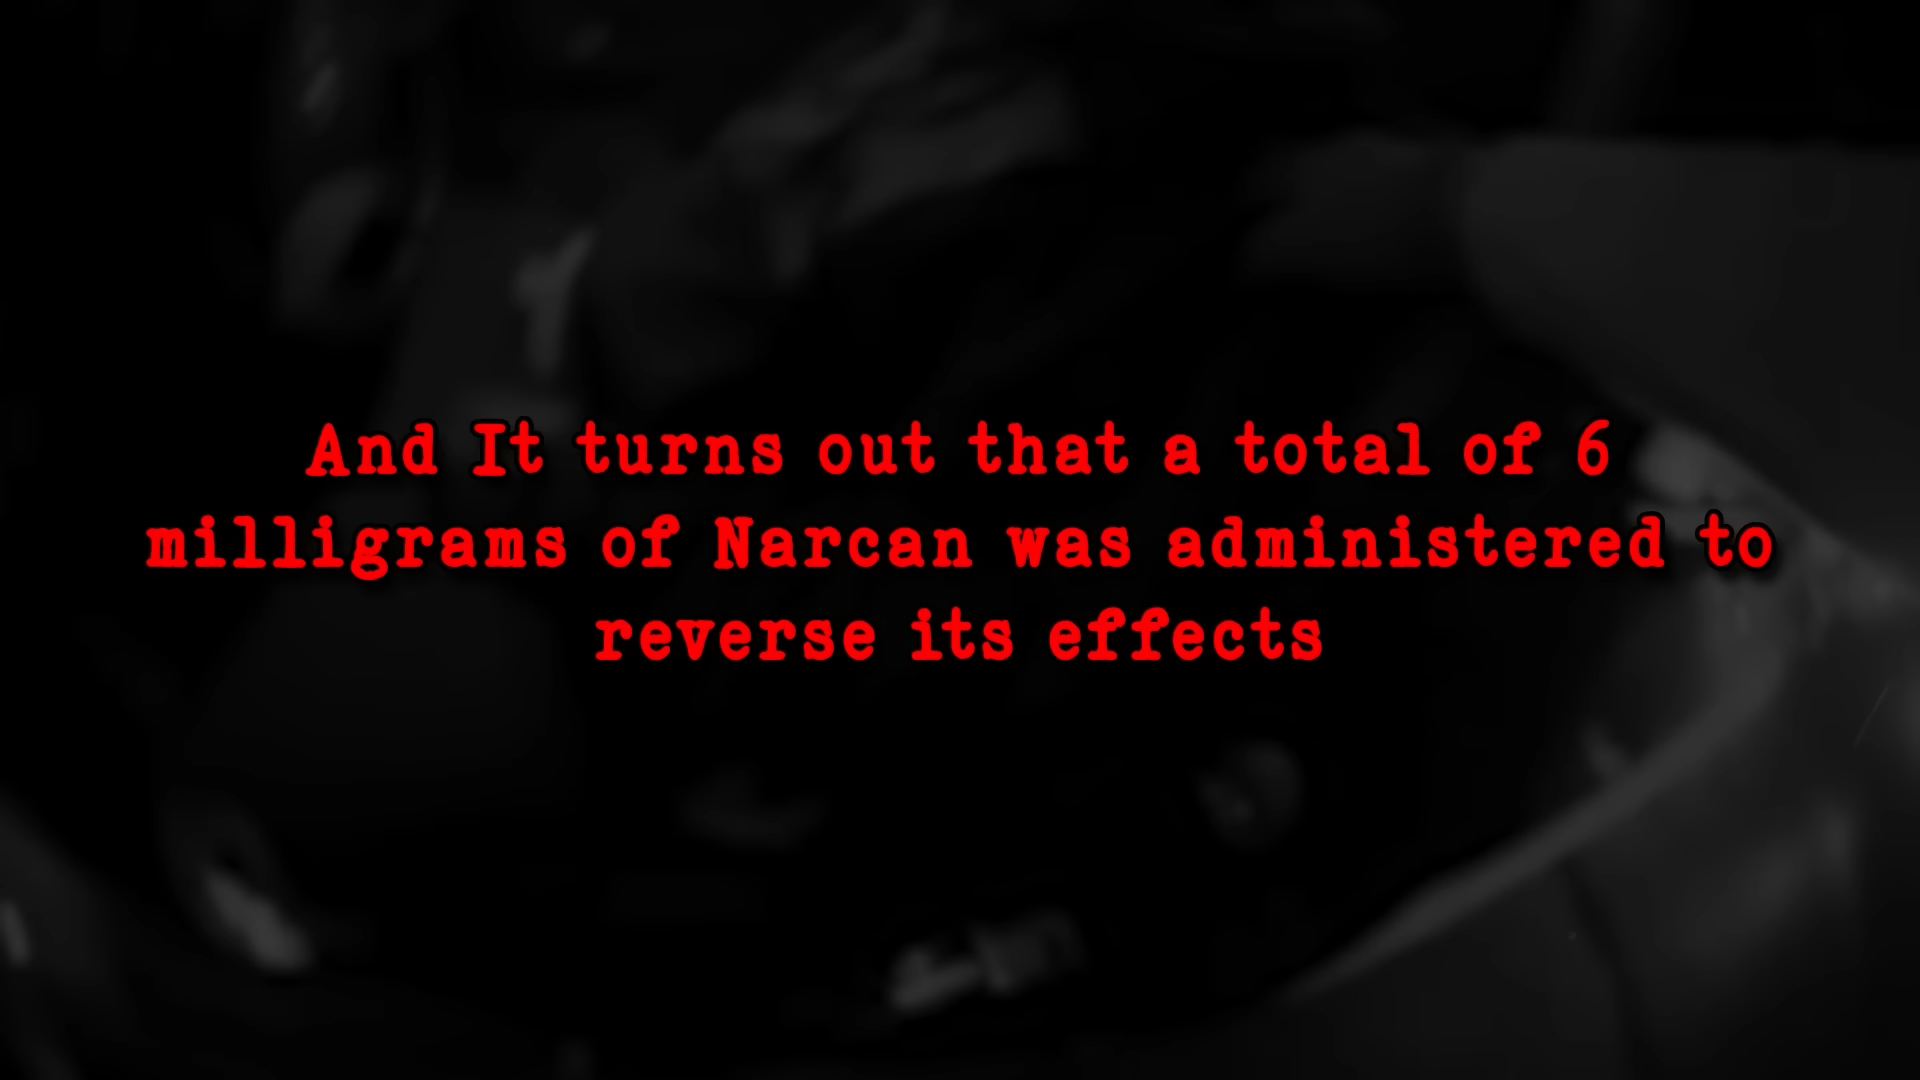 And It turns out that a total of 6
milligrams of Narcan was administered to
reverse its effects